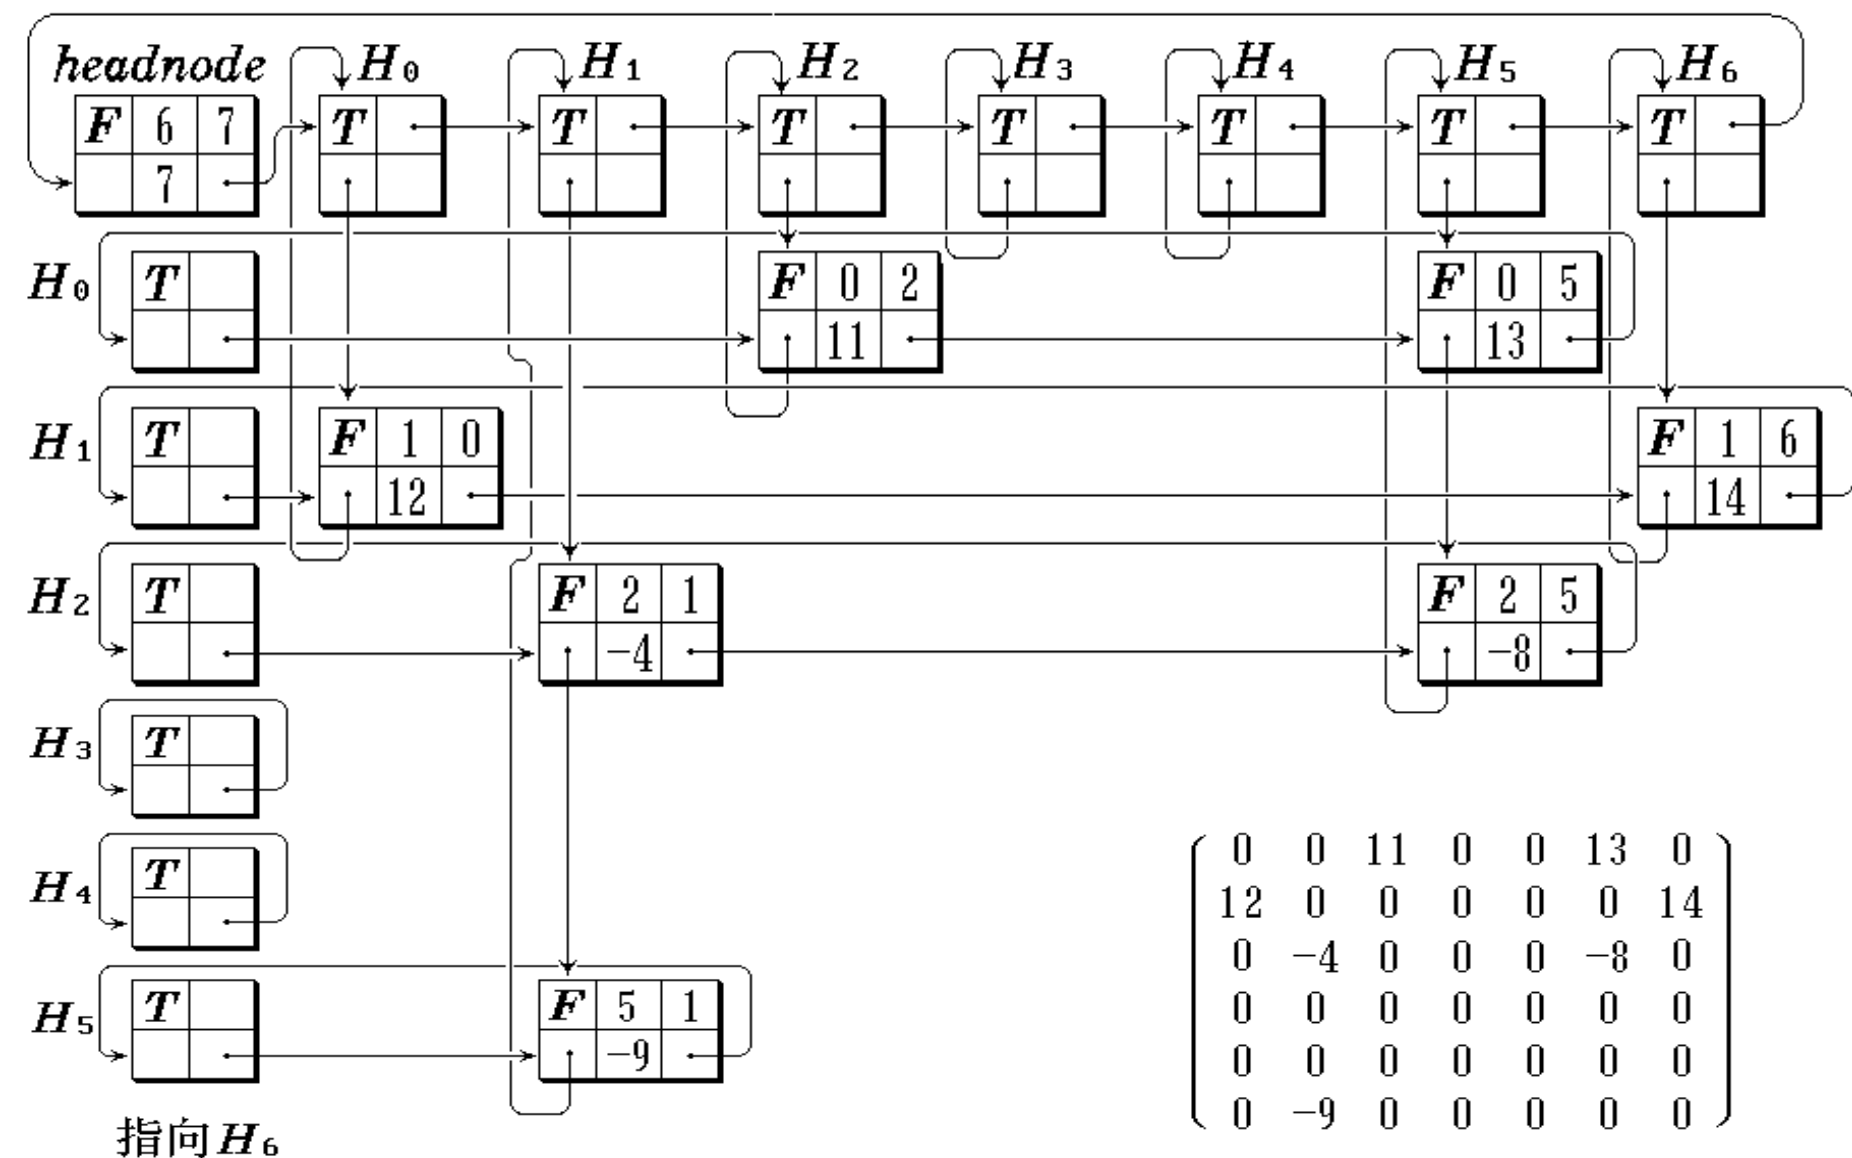 headnode H₀ H₁ H₂ H₃ H₄ H₅ H₆
F 6 7 T T T T T T T
7
H₀ T F 0 2 F 0 5
11 13
H₁ T F 1 0 F 1 6
12 14
H₂ T F 2 1 F 2 5
−4 −8
H₃ T
H₄ T
H₅ T F 5 1
−9
指向H₆
0 0 11 0 0 13 0
12 0 0 0 0 0 14
0 −4 0 0 0 −8 0
0 0 0 0 0 0 0
0 0 0 0 0 0 0
0 −9 0 0 0 0 0